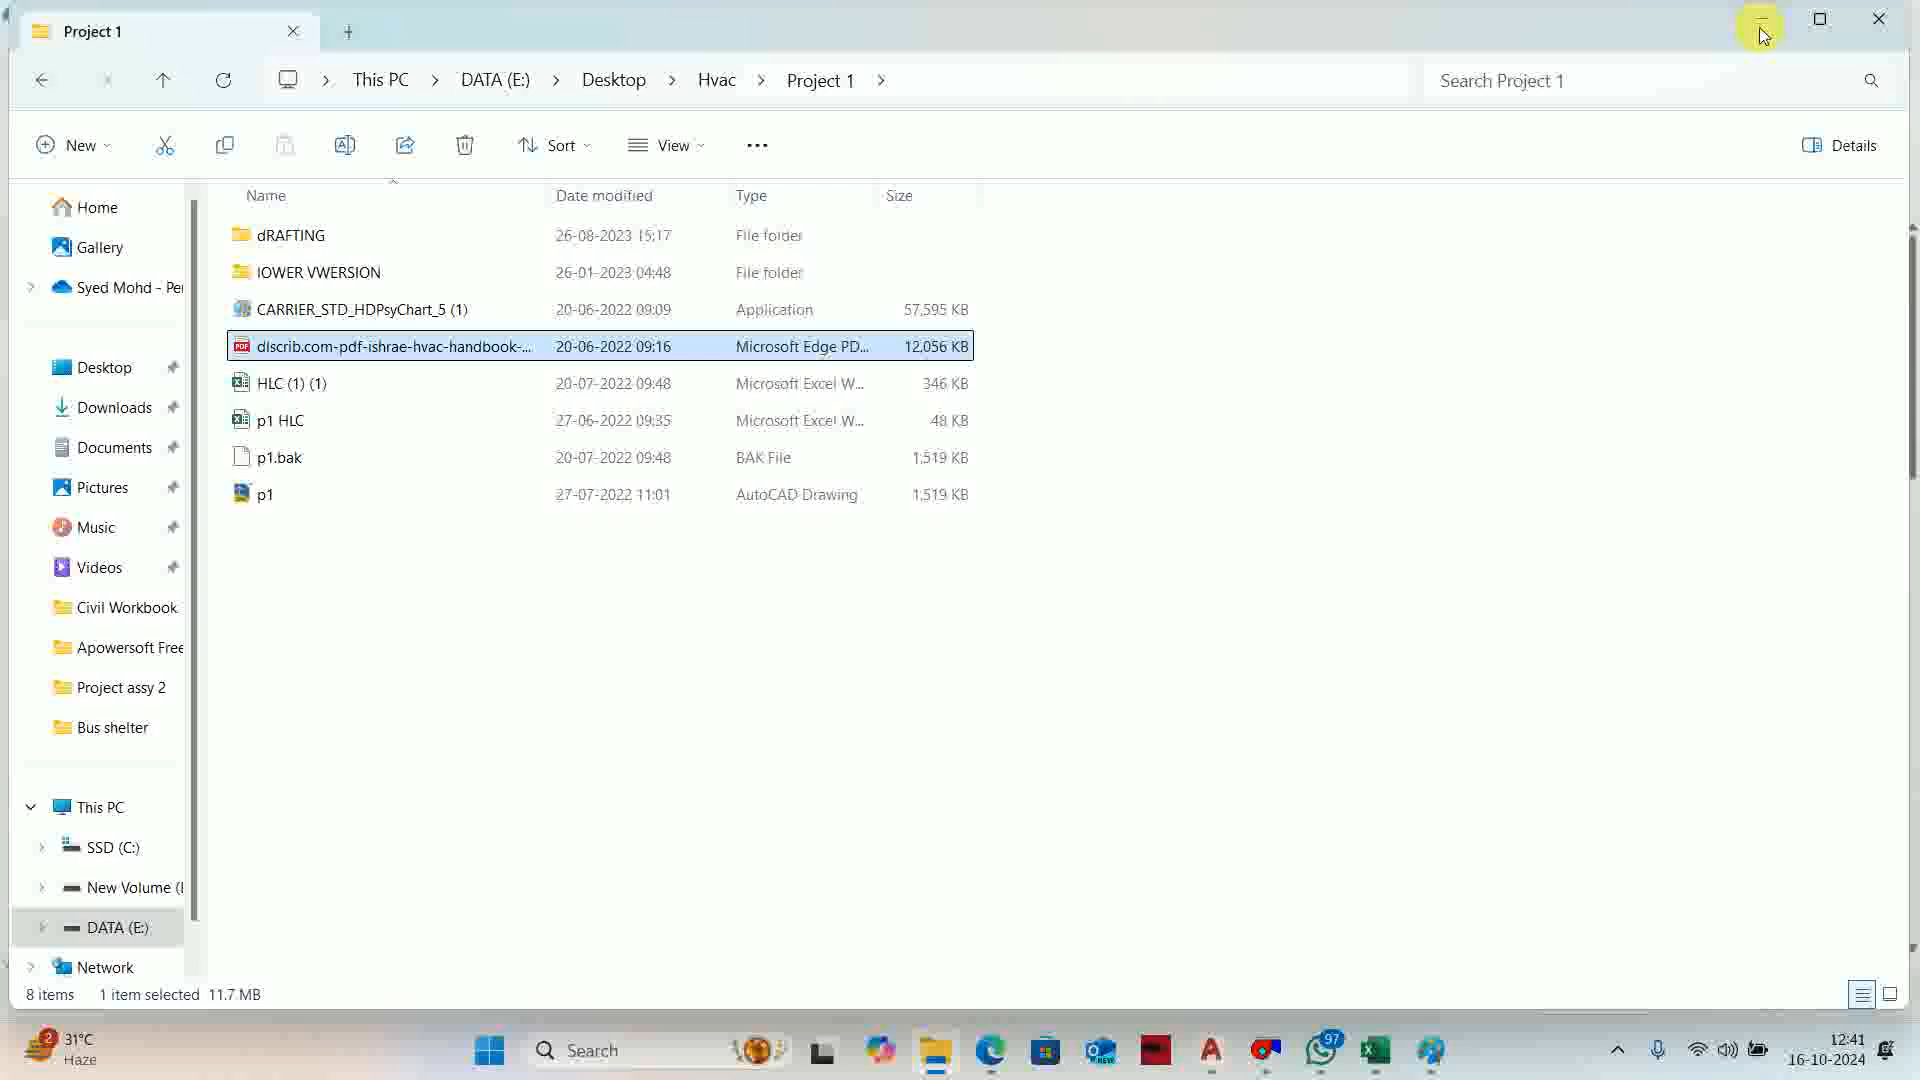 Project 1
This PC > DATA (E:) > Desktop > Hvac > Project 1 >
Search Project 1
New
Sort
View
Details
Name Date modified Type Size
dRAFTING 26-08-2023 15:17 File folder
lOWER VWERSION 26-01-2023 04:48 File folder
CARRIER_STD_HDPsyChart_5 (1) 20-06-2022 09:09 Application 57,595 KB
discrib.com-pdf-ishrae-hvac-handbook-... 20-06-2022 09:16 Microsoft Edge PD... 12,056 KB
HLC (1) (1) 20-07-2022 09:48 Microsoft Excel W... 346 KB
p1 HLC 27-06-2022 09:35 Microsoft Excel W... 48 KB
p1.bak 20-07-2022 09:48 BAK File 1,519 KB
p1 27-07-2022 11:01 AutoCAD Drawing 1,519 KB
Home
Gallery
Syed Mohd - Per
Desktop
Downloads
Documents
Pictures
Music
Videos
Civil Workbook
Apowersoft Free
Project assy 2
Bus shelter
This PC
SSD (C:)
New Volume (
DATA (E:)
Network
8 items 1 item selected 11.7 MB
2
31°C
Haze
Search
NEW
97
12:41
16-10-2024